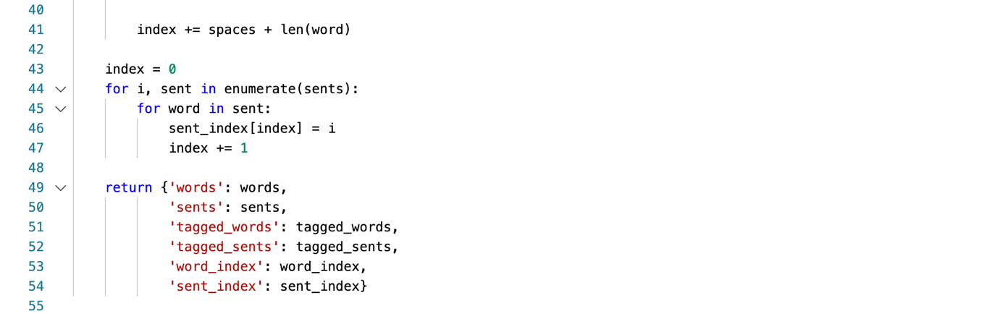 40
41 index += spaces + len(word)
42
43 index = 0
44 for i, sent in enumerate(sents):
45 for word in sent:
46 sent_index[index] = i
47 index += 1
48
49 return {'words': words,
50 'sents': sents,
51 'tagged_words': tagged_words,
52 'tagged_sents': tagged_sents,
53 'word_index': word_index,
54 'sent_index': sent_index}
55